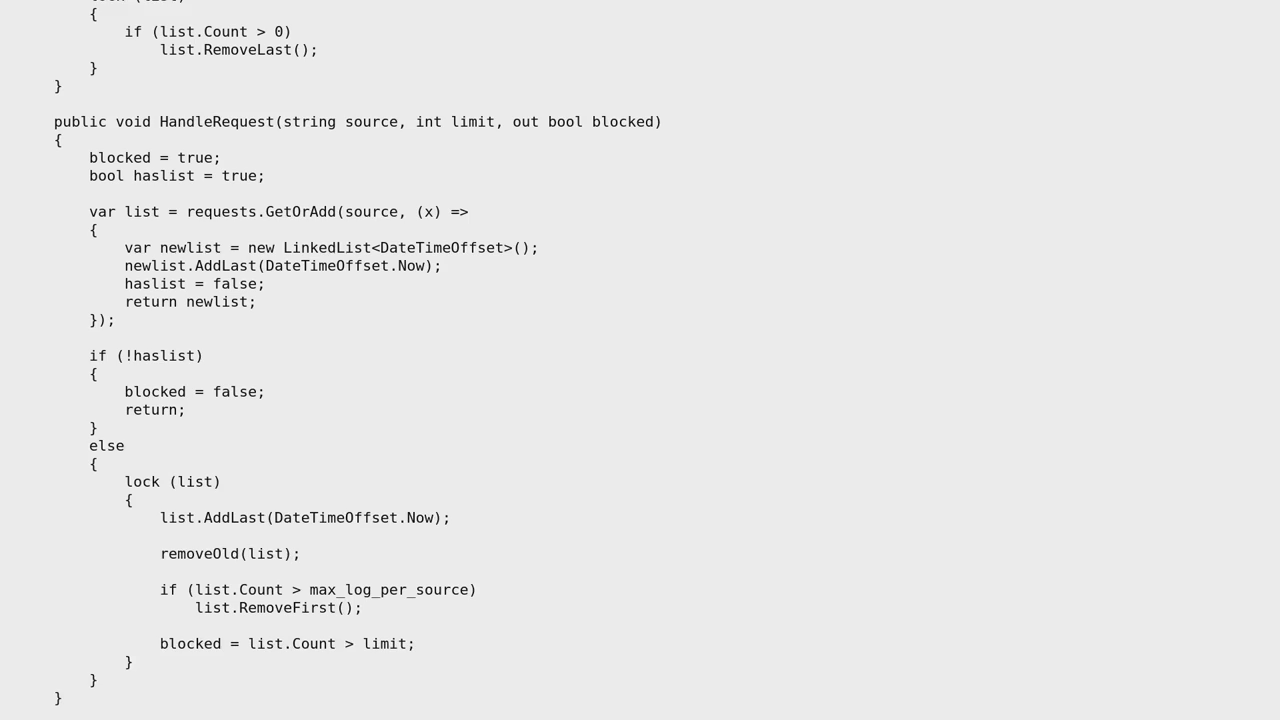 {
if (list.Count > 0)
list.RemoveLast();
}
}
public void HandleRequest(string source, int limit, out bool blocked)
{
blocked = true;
bool haslist = true;
var list = requests.GetOrAdd(source, (x) =>
{
var newlist = new LinkedList<DateTimeOffset>();
newlist.AddLast(DateTimeOffset.Now);
haslist = false;
return newlist;
});
if (!haslist)
{
blocked = false;
return;
}
else
{
lock (list)
{
list.AddLast(DateTimeOffset.Now);
removeOld(list);
if (list.Count > max_log_per_source)
list.RemoveFirst();
blocked = list.Count > limit;
}
}
}